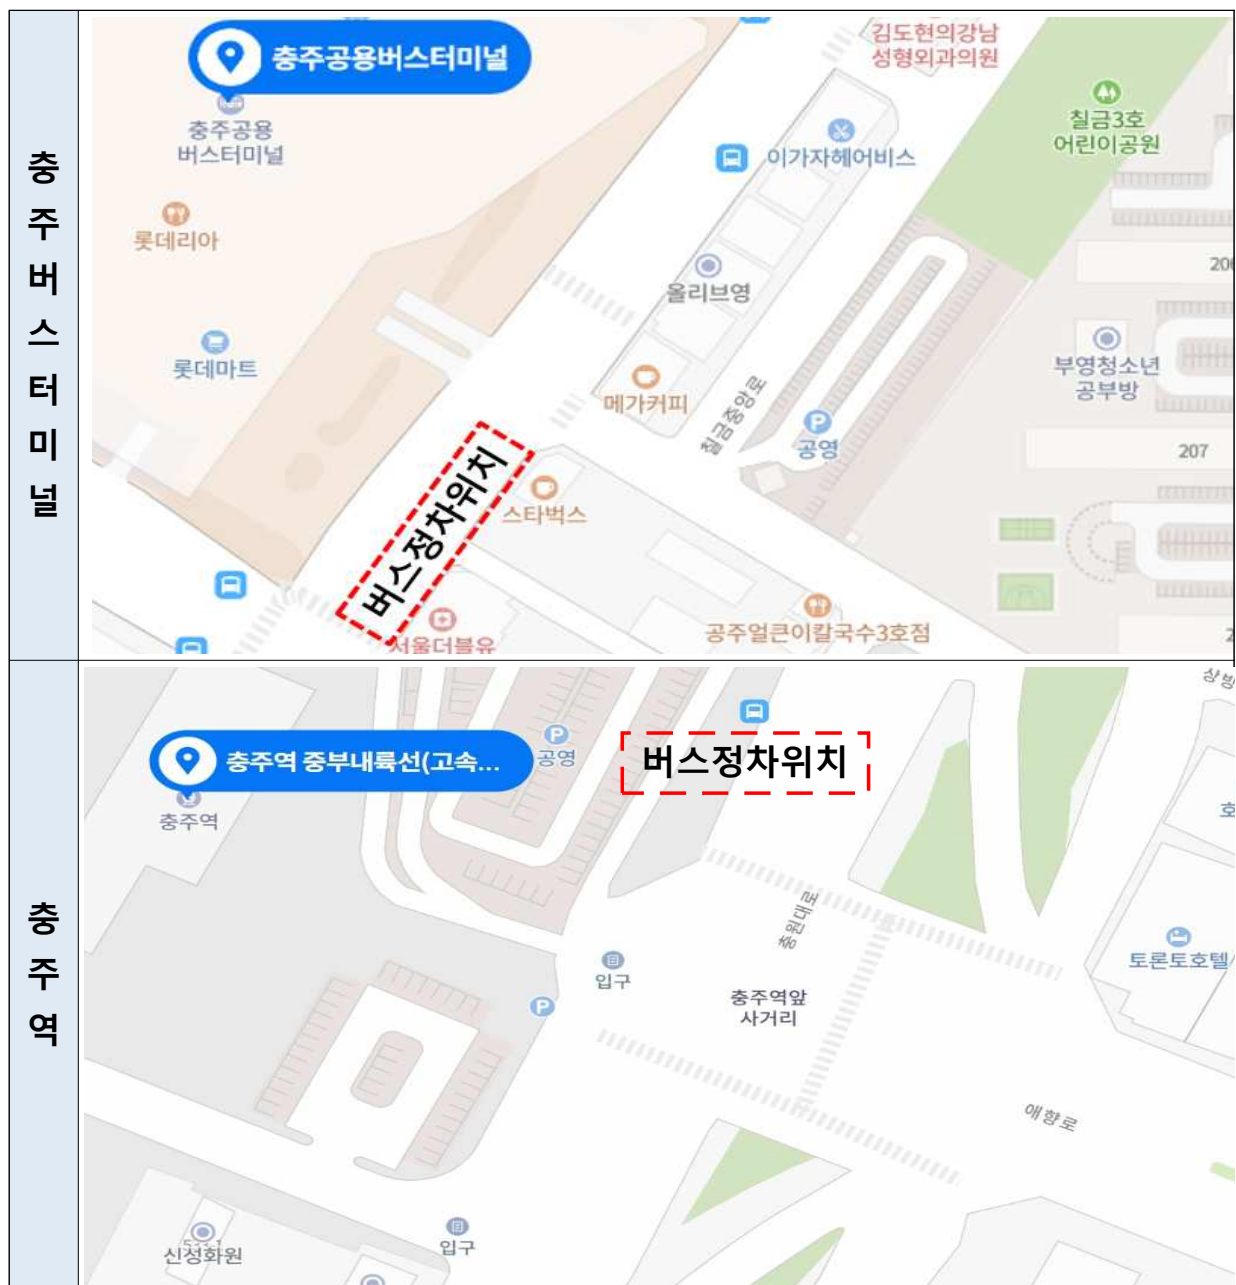 충주버스터미널
충주공용버스터미널
김도현의강남
성형외과의원
충주공용
버스터미널
칠금3호
어린이공원
이가자헤어비스
롯데리아
올리브영
롯데마트
부영청소년
공부방
메가커피
칠금중앙로
P
공영
207
버스정차위치
스타벅스
공주얼큰이칼국수3호점
서울더블유
충주역
충주역 중부내륙선(고속...
P
공영
버스정차위치
충주역
중원대로
토론토호텔
입구
P
충주역앞
사거리
애향로
신성화원
입구